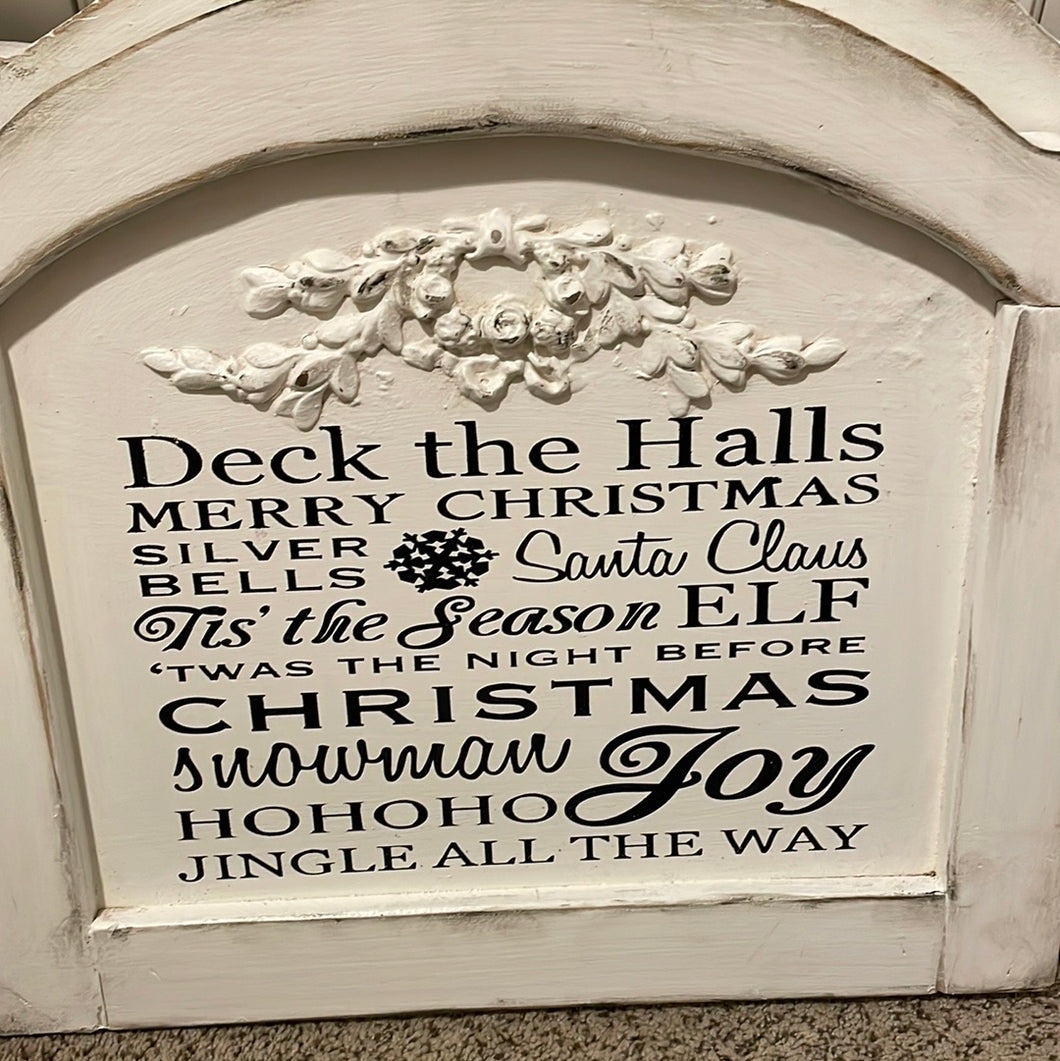 Deck the Halls
MERRY CHRISTMAS
SILVER
BELLS
Santa Claus
Tis' the Season ELF
‘TWAS THE NIGHT BEFORE
CHRISTMAS
snowman Joy
HOHOHO
JINGLE ALL THE WAY